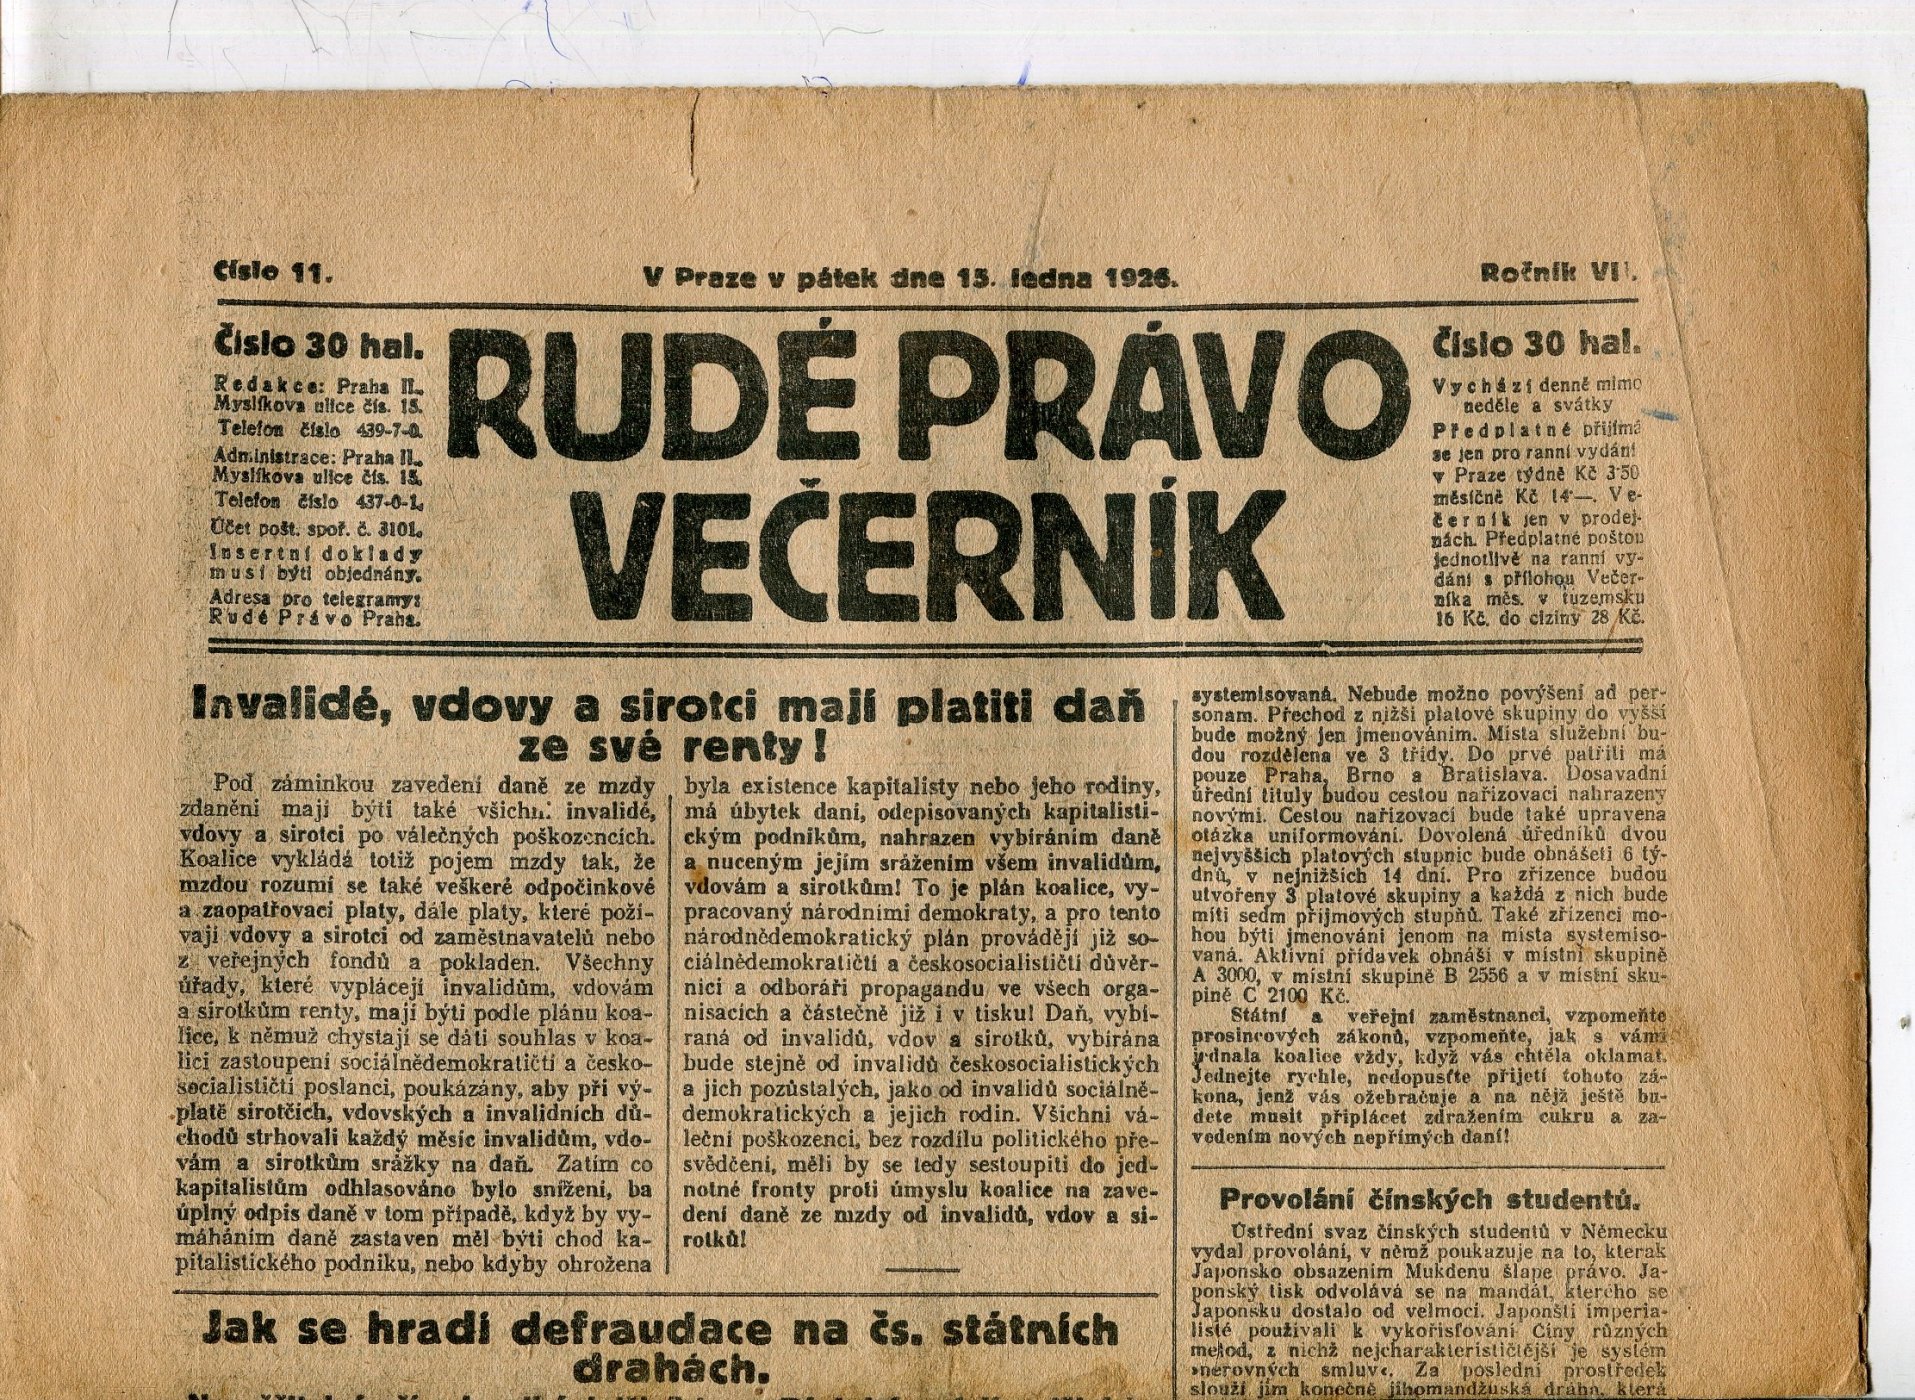 Číslo 11.
V Praze v pátek dne 15. ledna 1926.
Ročník VII.
Číslo 30 hal.
Redakce: Praha II.,
Myslíkova ulice čís. 15.
Telefon číslo 439-7-0.
Administrace: Praha II.,
Myslíkova ulice čís. 15.
Telefon číslo 437-0-1.
Účet pošt. spoř. č. 3101.
Insertní doklady
musí býti objednány.
Adresa pro telegramy:
Rudé Právo Praha.
RUDÉ PRÁVO
VEČERNÍK
Číslo 30 hal.
Vychází denně mimo
neděle a svátky
Předplatné přijímá
se jen pro ranní vydání
v Praze týdně Kč 3·50
měsíčně Kč 14·—. Ve-
černík jen v prodej-
nách. Předplatné poštou
jednotlivě na ranní vy-
dání s přílohou Večer-
níka měs. v tuzemsku
16 Kč. do ciziny 28 Kč.
Invalidé, vdovy a sirotci mají platiti daň
ze své renty!
Pod záminkou zavedení daně ze mzdy
zdaněni mají býti také všichni invalidé,
vdovy a sirotci po válečných poškozencích.
Koalice vykládá totiž pojem mzdy tak, že
mzdou rozumí se také veškeré odpočinkové
a zaopatřovací platy, dále platy, které poží-
vají vdovy a sirotci od zaměstnavatelů nebo
z veřejných fondů a pokladen. Všechny
úřady, které vyplácejí invalidům, vdovám
a sirotkům renty, mají býti podle plánu koa-
lice, k němuž chystají se dáti souhlas v koa-
lici zastoupení sociálnědemokratičtí a česko-
socialističtí poslanci, poukázány, aby při vý-
platě sirotčích, vdovských a invalidních dů-
chodů strhovali každý měsíc invalidům, vdo-
vám a sirotkům srážky na daň. Zatím co
kapitalistům odhlasováno bylo snížení, ba
úplný odpis daně v tom případě, když by vy-
máháním daně zastaven měl býti chod ka-
pitalistického podniku, nebo kdyby ohrožena
byla existence kapitalisty nebo jeho rodiny,
má úbytek daní, odepisovaných kapitalisti-
ckým podnikům, nahrazen vybíráním daně
a nuceným jejím srážením všem invalidům,
vdovám a sirotkům! To je plán koalice, vy-
pracovaný národními demokraty, a pro tento
národnědemokratický plán provádějí již so-
ciálnědemokratičtí a českosocialističtí důvěr-
níci a odboráři propagandu ve všech orga-
nisacích a částečně již i v tisku! Daň, vybí-
raná od invalidů, vdov a sirotků, vybírána
bude stejně od invalidů českosocialistických
a jich pozůstalých, jako od invalidů sociálně-
demokratických a jejich rodin. Všichni vá-
leční poškozenci, bez rozdílu politického pře-
svědčení, měli by se tedy sestoupiti do jed-
notné fronty proti úmyslu koalice na zave-
dení daně ze mzdy od invalidů, vdov a si-
rotků!
Jak se hradí defraudace na čs. státních
drahách.
systemisovaná. Nebude možno povýšení ad per-
sonam. Přechod z nižší platové skupiny do vyšší
bude možný jen jmenováním. Místa služební bu-
dou rozdělena ve 3 třídy. Do prvé patřiti má
pouze Praha, Brno a Bratislava. Dosavadní
úřední tituly budou cestou nařizovací nahrazeny
novými. Cestou nařizovací bude také upravena
otázka uniformování. Dovolená úředníků dvou
nejvyšších platových stupnic bude obnášeti 6 tý-
dnů, v nejnižších 14 dní. Pro zřízence budou
utvořeny 3 platové skupiny a každá z nich bude
míti sedm příjmových stupňů. Také zřízenci mo-
hou býti jmenováni jenom na místa systemiso-
vaná. Aktivní přídavek obnáší v místní skupině
A 3000, v místní skupině B 2556 a v místní sku-
pině C 2100 Kč.
Státní a veřejní zaměstnanci, vzpomeňte
prosincových zákonů, vzpomeňte, jak s vámi
jednala koalice vždy, když vás chtěla oklamat.
Jednejte rychle, nedopusťte přijetí tohoto zá-
kona, jenž vás ožebračuje a na nějž ještě bu-
dete musit připlácet zdražením cukru a za-
vedením nových nepřímých daní!
Provolání čínských studentů.
Ústřední svaz čínských studentů v Německu
vydal provolání, v němž poukazuje na to, kterak
Japonsko obsazením Mukdenu šlape právo. Ja-
ponský tisk odvolává se na mandát, kterého se
Japonsku dostalo od velmocí. Japonští imperia-
listé používali k vykořisťování Číny různých
metod, z nichž nejcharakterističtější je systém
»nerovných smluv«. Za poslední prostředek
slouží jim konečně jihomandžuská dráha, která